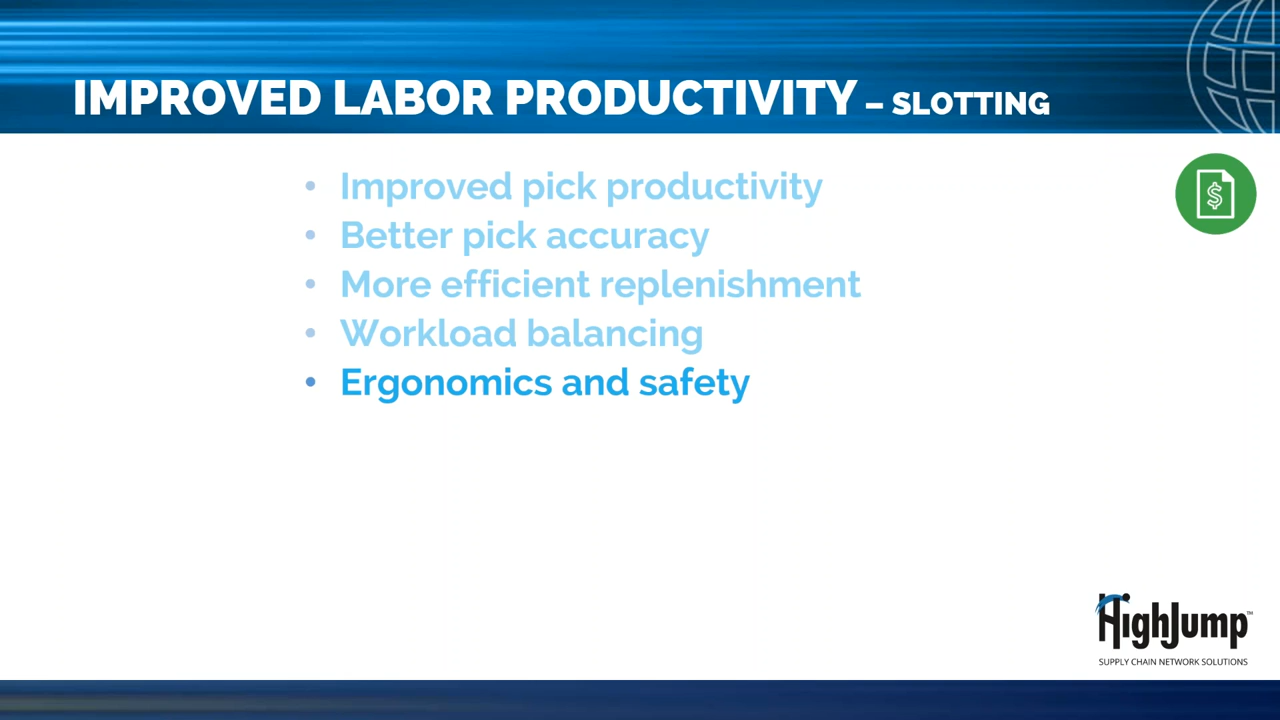 IMPROVED LABOR PRODUCTIVITY – SLOTTING
• Improved pick productivity
• Better pick accuracy
• More efficient replenishment
• Workload balancing
• Ergonomics and safety
$
HighJump™
SUPPLY CHAIN NETWORK SOLUTIONS